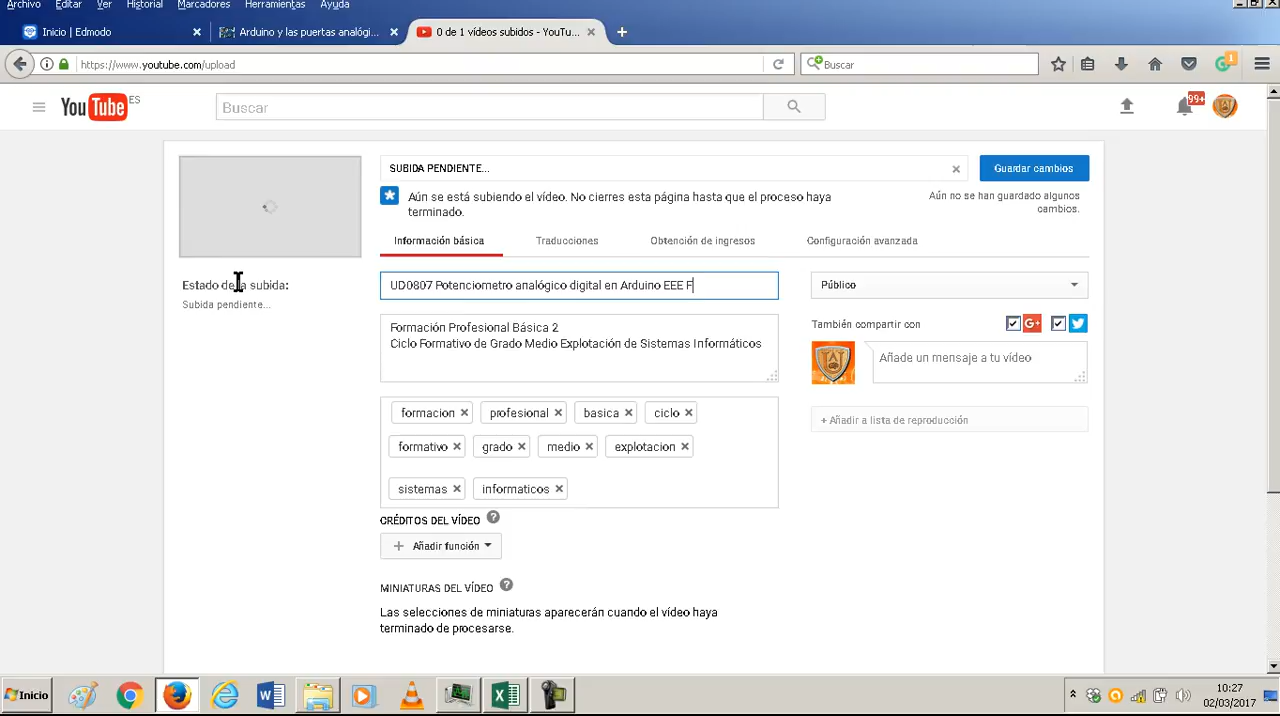 Archivo Editar Ver Historial Marcadores Herramientas Ayuda
Inicio | Edmodo
Arduino y las puertas analógi...
0 de 1 vídeos subidos - YouTu...
https://www.youtube.com/upload
Buscar
1
YouTube ES
Buscar
99+
SUBIDA PENDIENTE...
Guardar cambios
Aún se está subiendo el vídeo. No cierres esta página hasta que el proceso haya
terminado.
Aún no se han guardado algunos
cambios.
Información básica
Traducciones
Obtención de ingresos
Configuración avanzada
Estado de la subida:
Subida pendiente...
UD0807 Potenciometro analógico digital en Arduino EEE F
Público
Formación Profesional Básica 2
Ciclo Formativo de Grado Medio Explotación de Sistemas Informáticos
También compartir con
G+
Añade un mensaje a tu vídeo
+ Añadir a lista de reproducción
formacion profesional basica ciclo
formativo grado medio explotacion
sistemas informaticos
CRÉDITOS DEL VÍDEO ?
+ Añadir función
MINIATURAS DEL VÍDEO ?
Las selecciones de miniaturas aparecerán cuando el vídeo haya
terminado de procesarse.
Inicio
10:27
02/03/2017